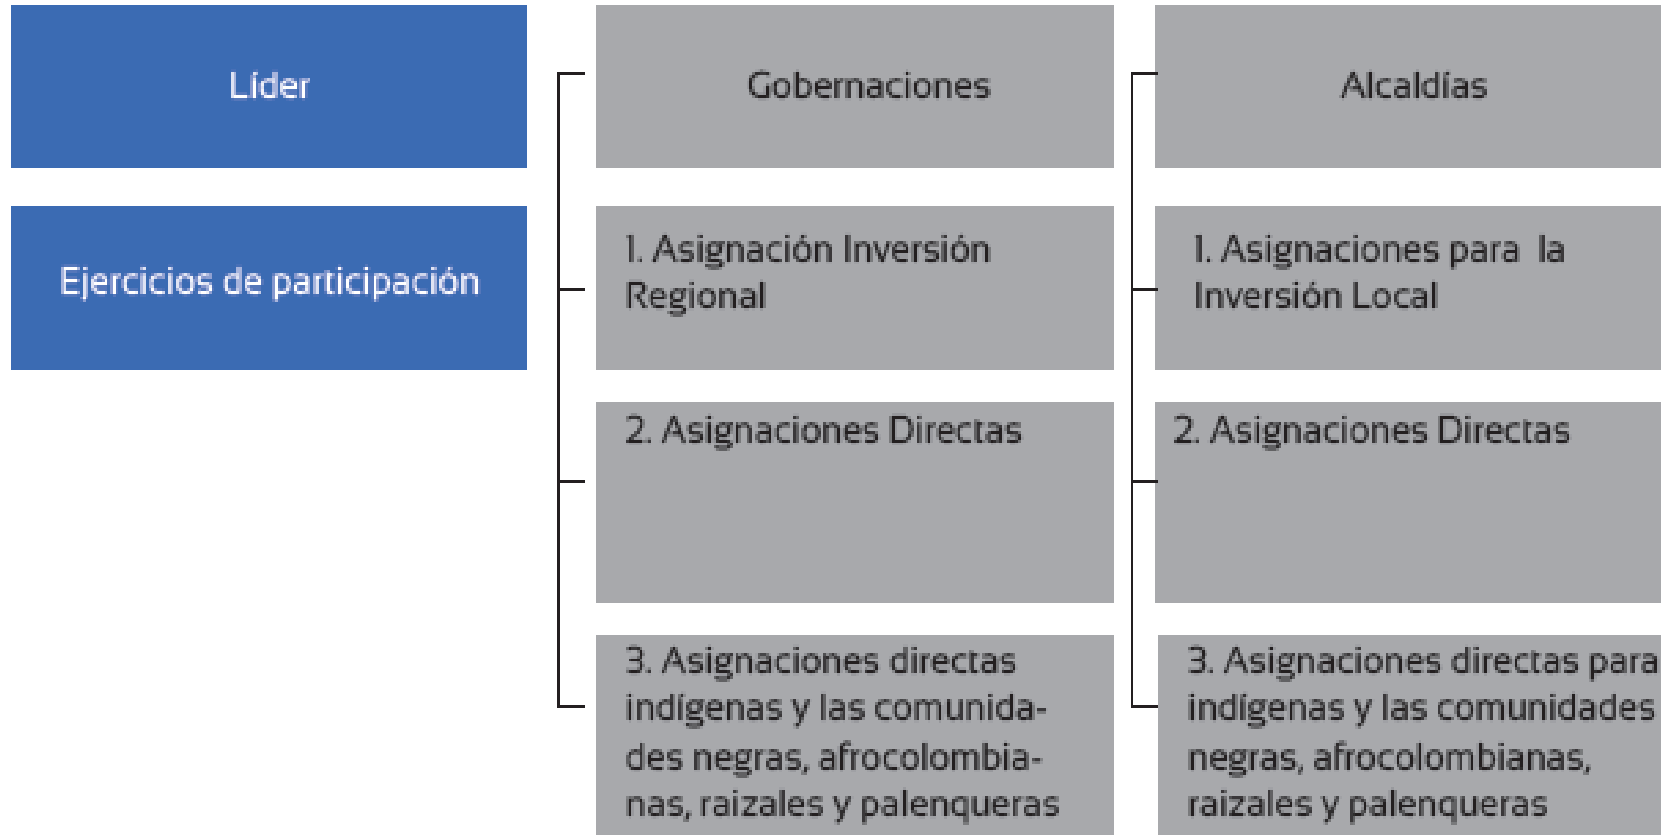 Líder
Gobernaciones
Alcaldías
Ejercicios de participación
1. Asignación Inversión
Regional
1. Asignaciones para la
Inversión Local
2. Asignaciones Directas
2. Asignaciones Directas
3. Asignaciones directas
indígenas y las comunida-
des negras, afrocolombia-
nas, raizales y palenqueras
3. Asignaciones directas para
indígenas y las comunidades
negras, afrocolombianas,
raizales y palenqueras